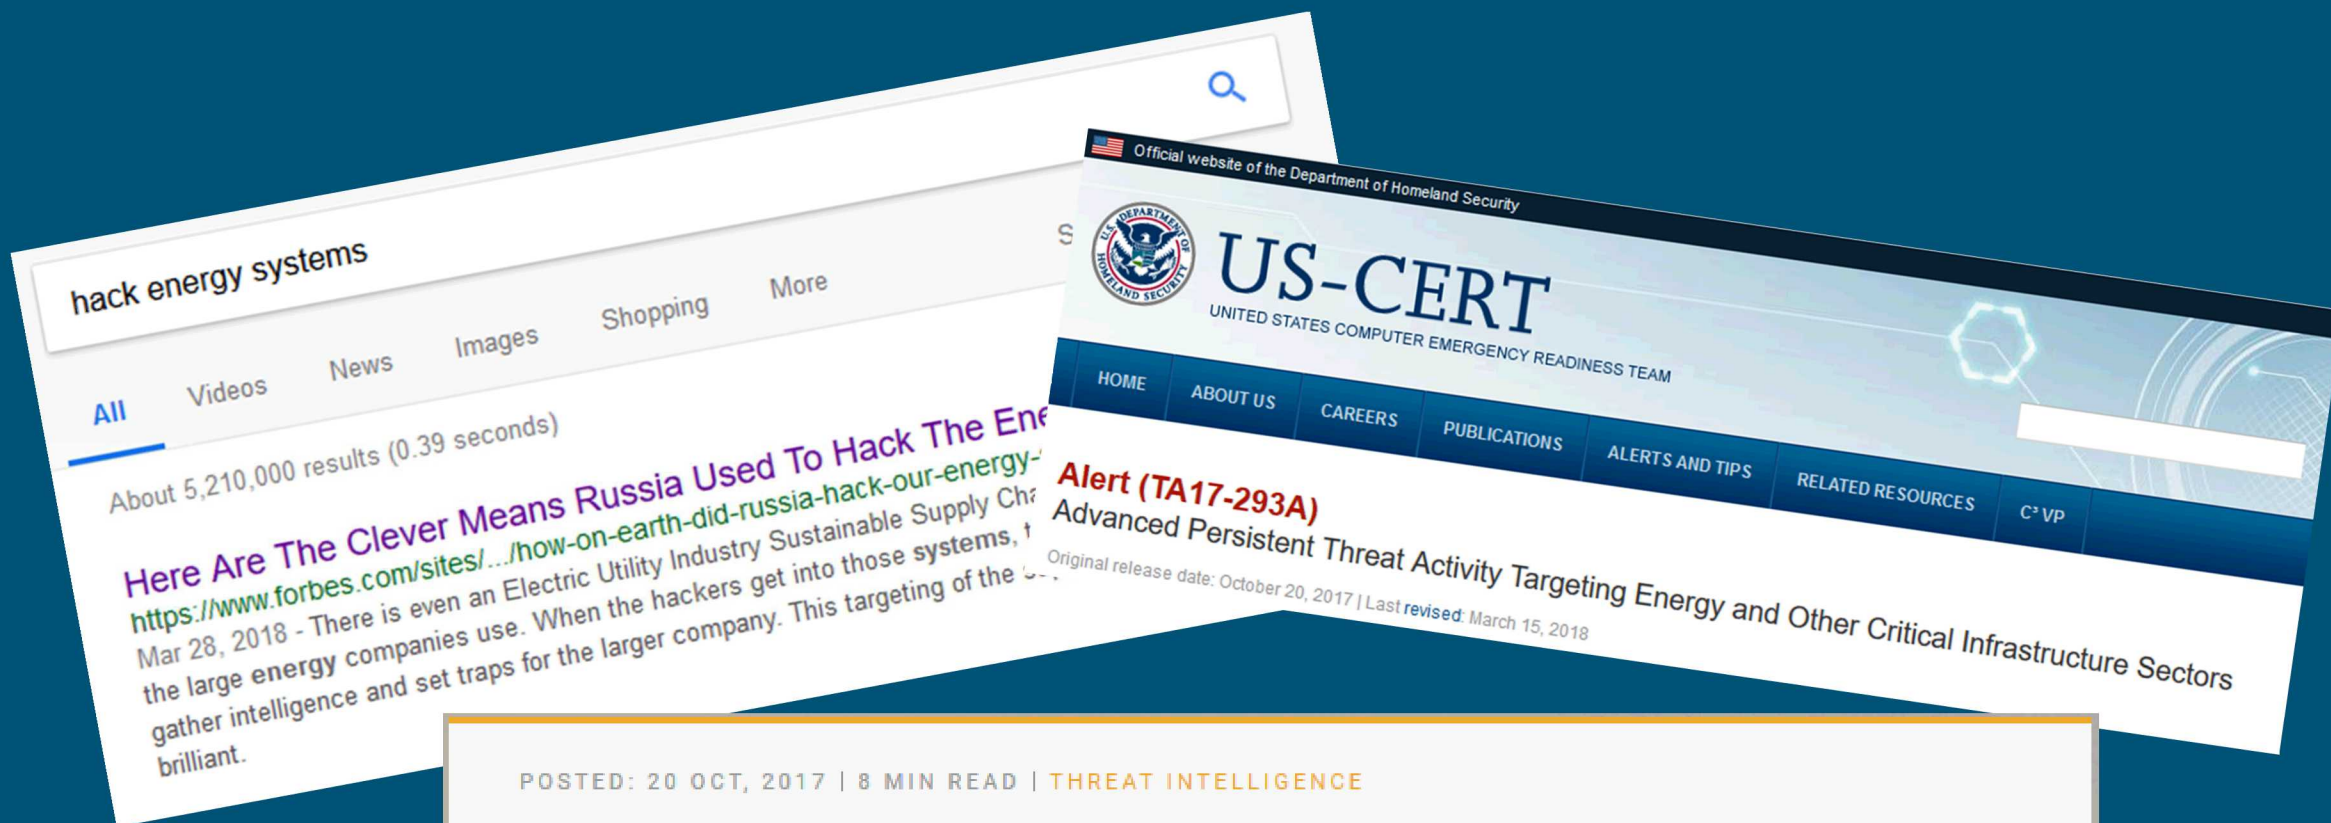 hack energy systems
All Videos News Images Shopping More
About 5,210,000 results (0.39 seconds)
Here Are The Clever Means Russia Used To Hack The
https://www.forbes.com/sites/.../how-on-earth-did-russia-hack-our-energy-
Mar 28, 2018 - There is even an Electric Utility Industry Sustainable Supply
the large energy companies use. When the hackers get into those systems,
gather intelligence and set traps for the larger company. This targeting of the
brilliant.
Official website of the Department of Homeland Security
U.S. DEPARTMENT OF HOMELAND SECURITY
US-CERT
UNITED STATES COMPUTER EMERGENCY READINESS TEAM
HOME ABOUT US CAREERS PUBLICATIONS ALERTS AND TIPS RELATED RESOURCES C³ VP
Alert (TA17-293A)
Advanced Persistent Threat Activity Targeting Energy and Other Critical Infrastructure Sectors
Original release date: October 20, 2017 | Last revised: March 15, 2018
POSTED: 20 OCT, 2017 | 8 MIN READ | THREAT INTELLIGENCE